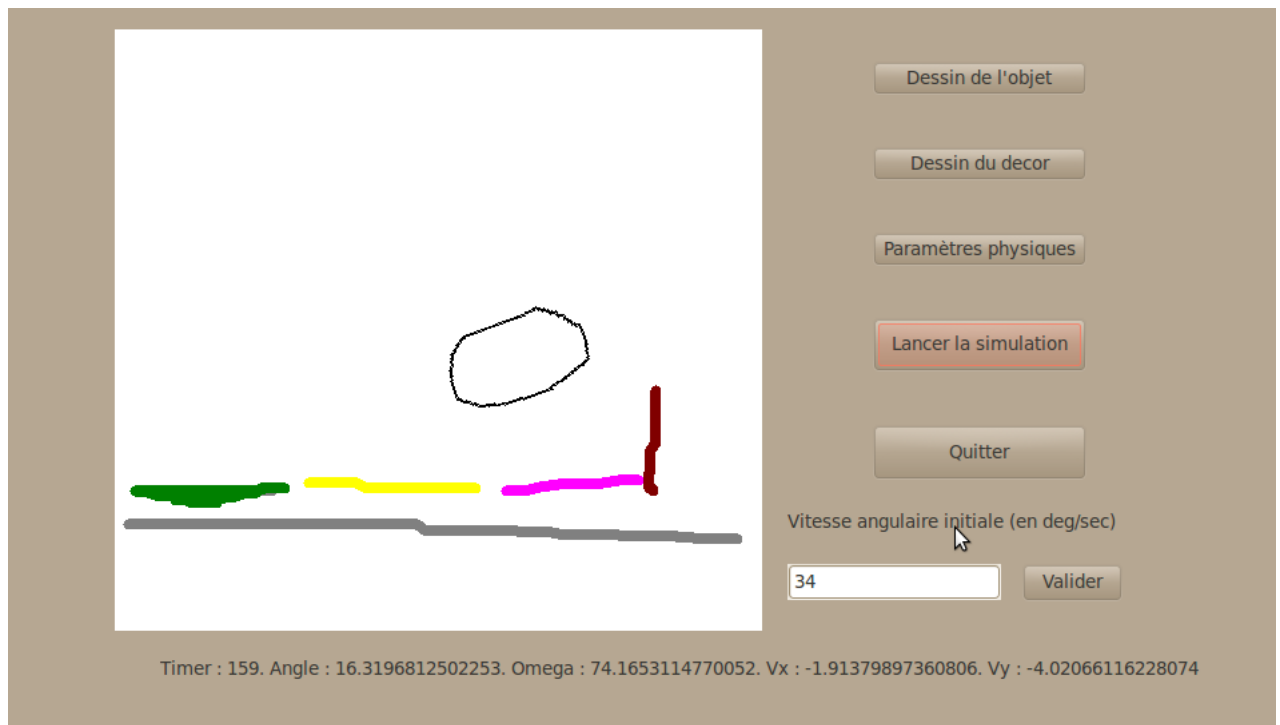 Dessin de l'objet
Dessin du decor
Paramètres physiques
Lancer la simulation
Quitter
Vitesse angulaire initiale (en deg/sec)
34
Valider
Timer : 159. Angle : 16.3196812502253. Omega : 74.1653114770052. Vx : -1.91379897360806. Vy : -4.02066116228074